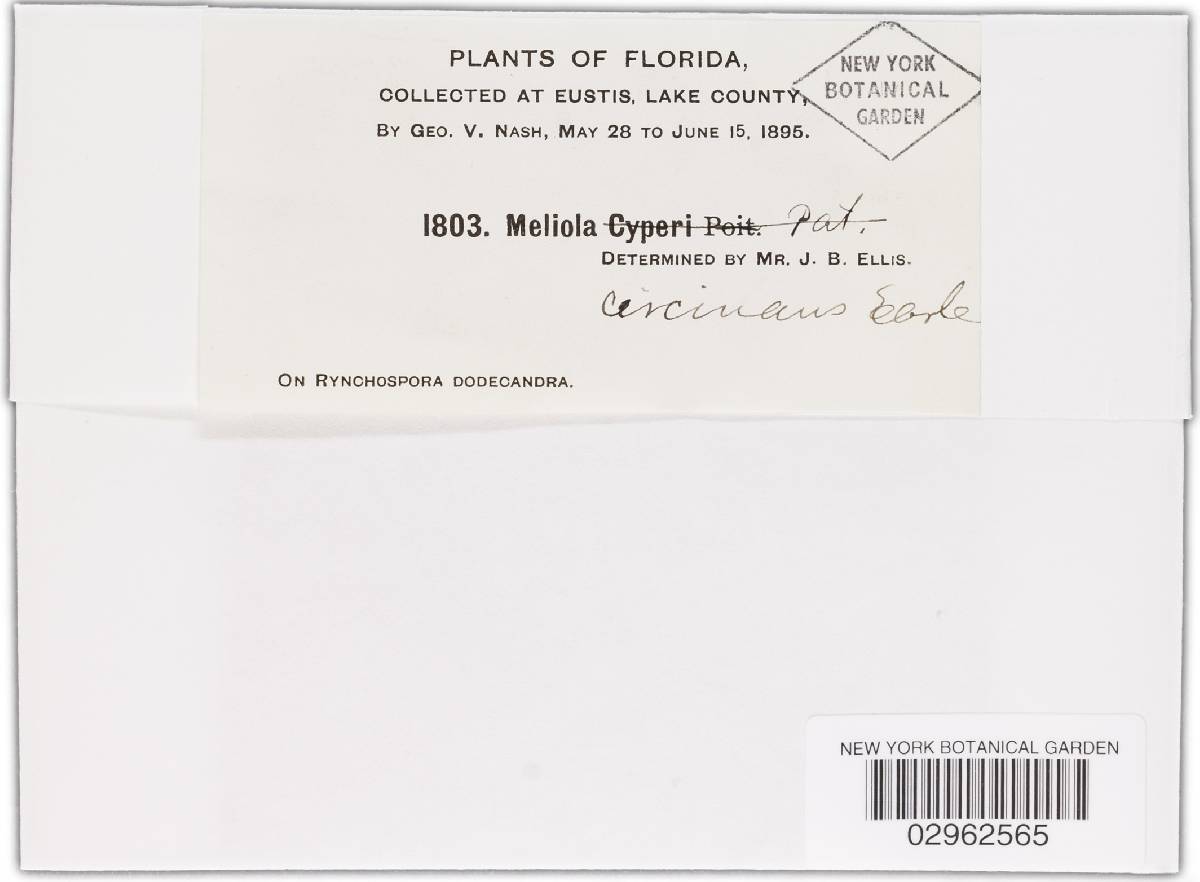 PLANTS OF FLORIDA,
COLLECTED AT EUSTIS, LAKE COUNTY,
BY GEO. V. NASH, MAY 28 TO JUNE 15, 1895.
NEW YORK
BOTANICAL
GARDEN
1803. Meliola Cyperi Poit. Pat.
DETERMINED BY MR. J. B. ELLIS.
circinans Earle
ON RYNCHOSPORA DODECANDRA.
NEW YORK BOTANICAL GARDEN
02962565